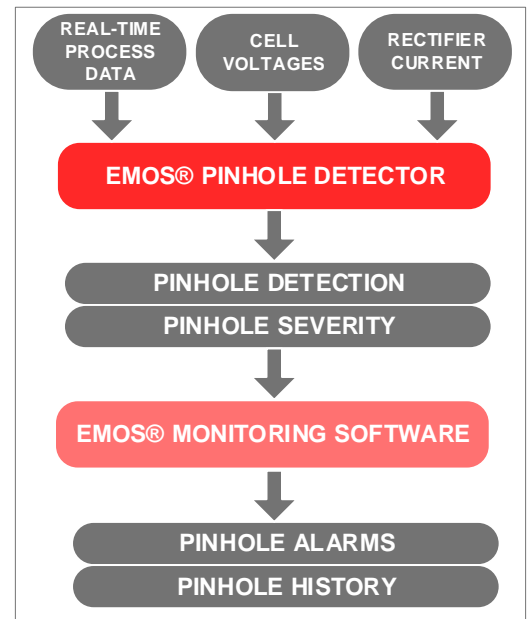 REAL-TIME
PROCESS
DATA
CELL
VOLTAGES
RECTIFIER
CURRENT
EMOS® PINHOLE DETECTOR
PINHOLE DETECTION
PINHOLE SEVERITY
EMOS® MONITORING SOFTWARE
PINHOLE ALARMS
PINHOLE HISTORY